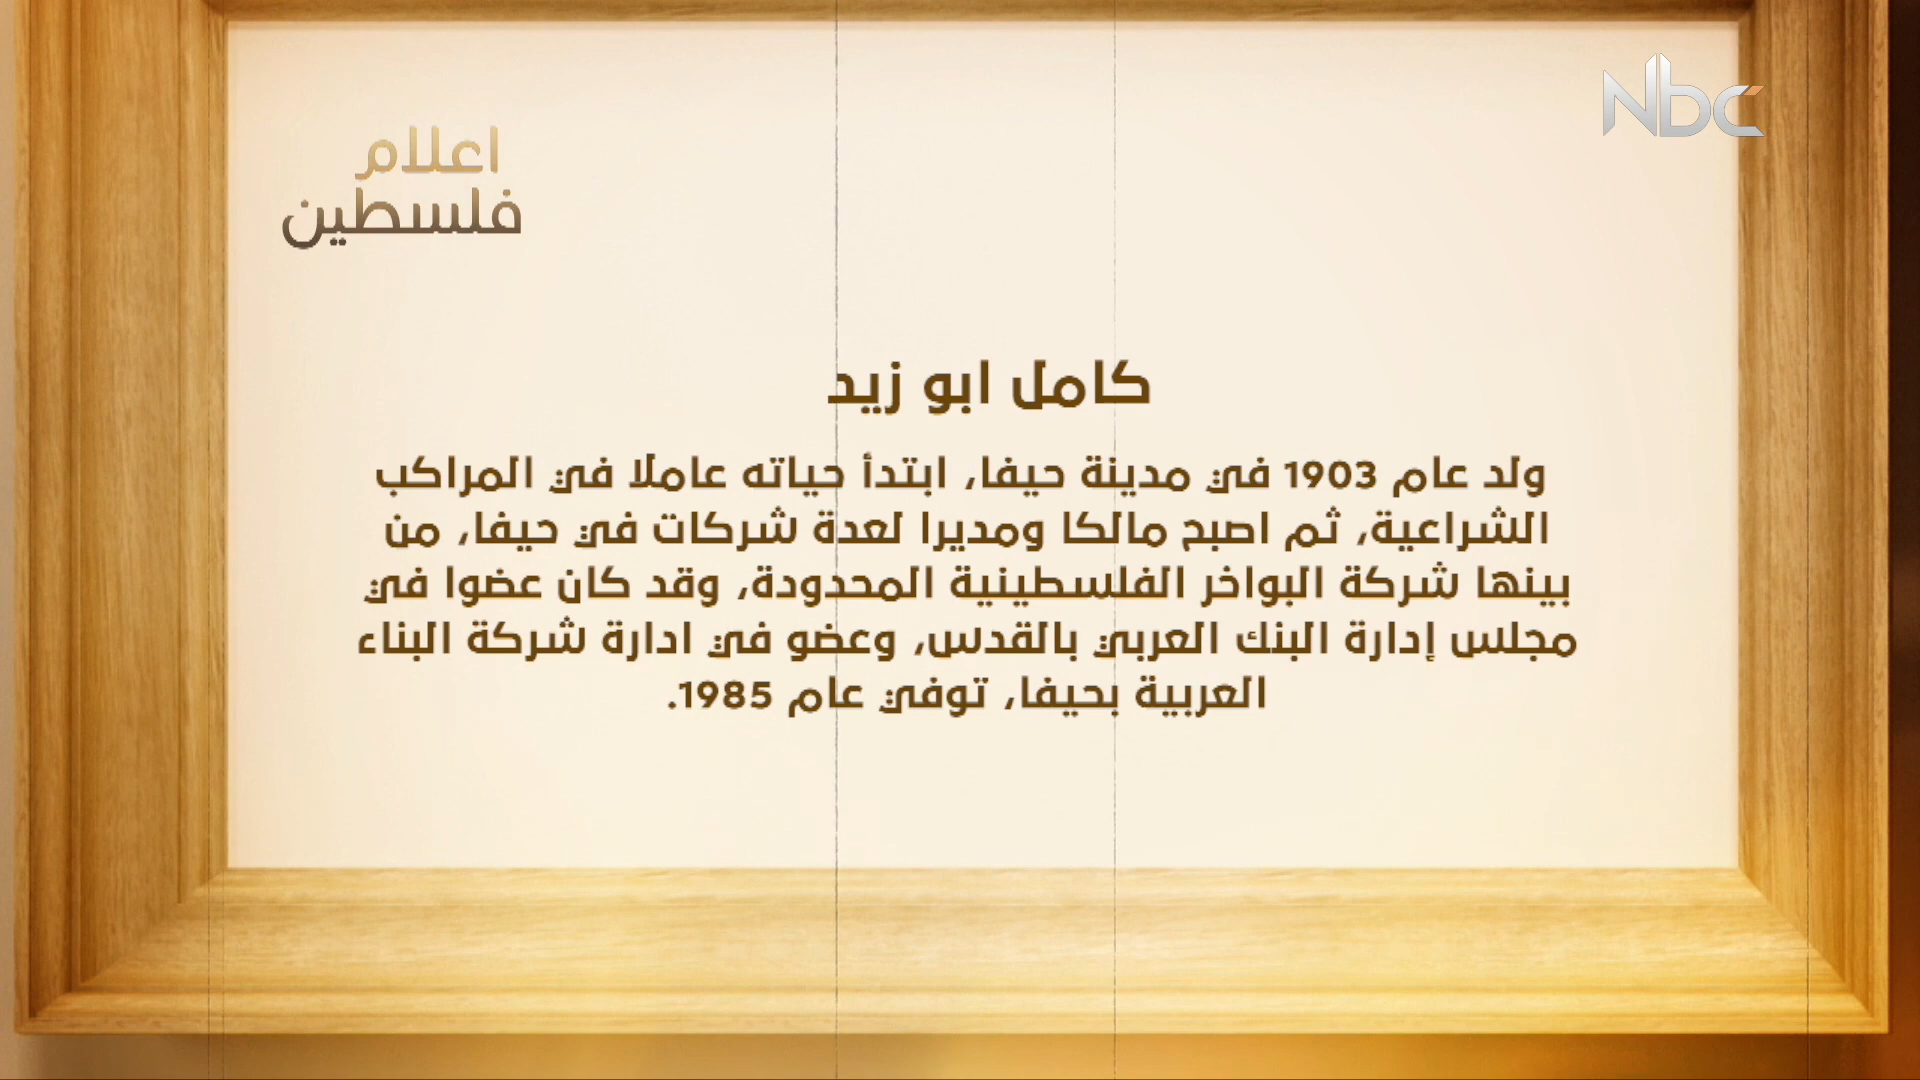 Nbc
اعلام
فلسطين
كامل ابو زيد
ولد عام 1903 في مدينة حيفا، ابتدأ حياته عاملا في المراكب
الشراعية، ثم اصبح مالكا ومديرا لعدة شركات في حيفا، من
بينها شركة البواخر الفلسطينية المحدودة، وقد كان عضوا في
مجلس إدارة البنك العربي بالقدس، وعضو في ادارة شركة البناء
العربية بحيفا، توفي عام 1985.